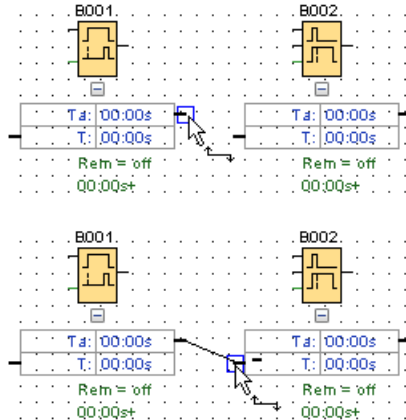 B001 B002
Ta: 00:00s Ta: 00:00s
T: 00:00s T: 00:00s
Rem = off Rem = off
00:00s+ 00:00s+
B001 B002
Ta: 00:00s Ta: 00:00s
T: 00:00s T: 00:00s
Rem = off Rem = off
00:00s+ 00:00s+